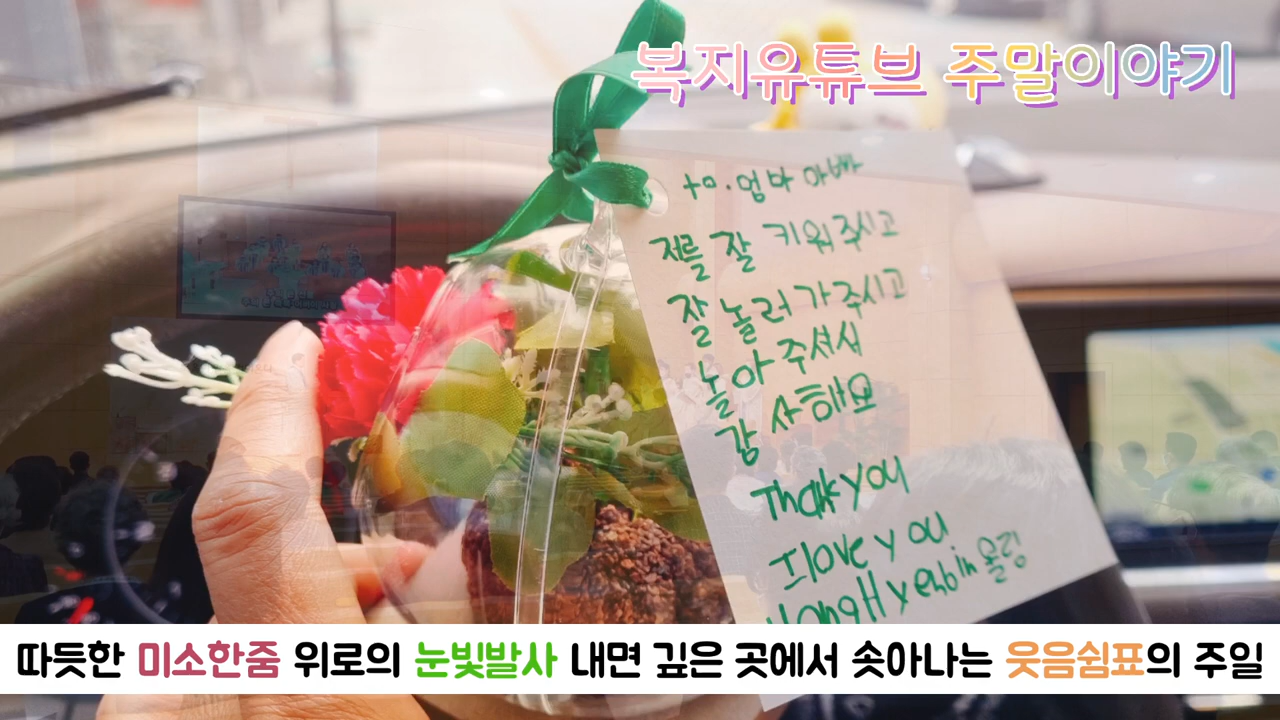 복지유튜브 주말이야기
엄마 아빠
저를 잘 키워주시고
잘 놀러가주시고
놀아주셔서
감사해요
Thank you
I love you
올림
따듯한 미소한줌 위로의 눈빛발사 내면 깊은 곳에서 솟아나는 웃음쉼표의 주일